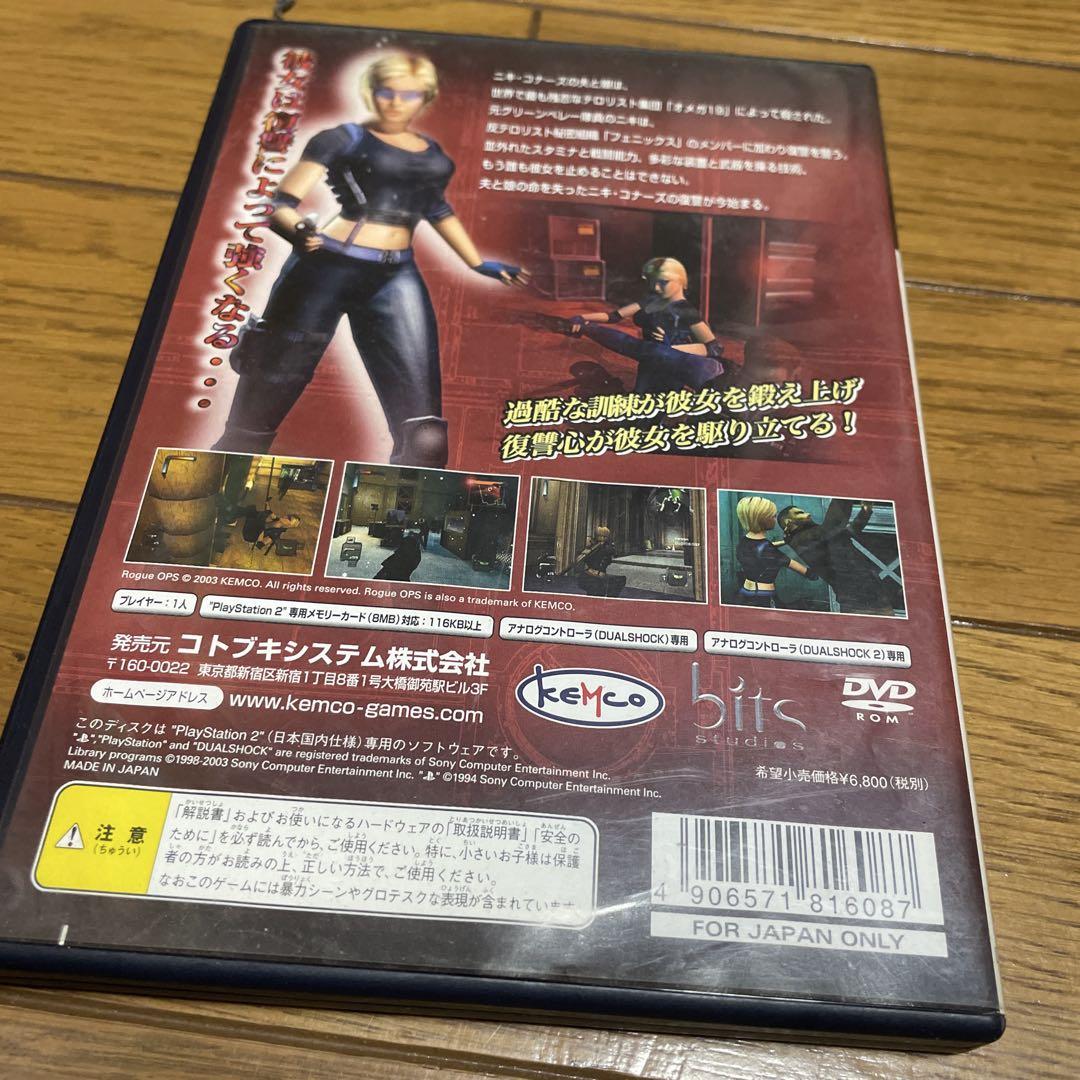 彼女は復讐によって強くなる・・・
ニキ・コナーズの夫と娘は、
世界で最も残忍なテロリスト集団「オメガ19」によって殺された。
元グリーンベレー隊員のニキは、
反テロリスト秘密組織「フェニックス」のメンバーに加わり復讐を誓う。
並外れたスタミナと戦闘能力、多彩な装置と武器を操る技術、
もう誰も彼女を止めることはできない。
夫と娘の命を失ったニキ・コナーズの復讐が今始まる。
過酷な訓練が彼女を鍛え上げ
復讐心が彼女を駆り立てる！
Rogue OPS © 2003 KEMCO. All rights reserved. Rogue OPS is also a trademark of KEMCO.
プレイヤー：1人
"PlayStation 2" 専用メモリーカード(8MB)対応：116KB以上
アナログコントローラ(DUALSHOCK)専用
アナログコントローラ(DUALSHOCK 2)専用
発売元 コトブキシステム株式会社
〒160-0022 東京都新宿区新宿1丁目8番1号大橋御苑駅ビル3F
ホームページアドレス www.kemco-games.com
KEMCO
bits
studios
DVD
ROM
このディスクは "PlayStation 2"(日本国内仕様)専用のソフトウェアです。
","PlayStation" and "DUALSHOCK" are registered trademarks of Sony Computer Entertainment Inc.
Library programs ©1998-2003 Sony Computer Entertainment Inc. " " ©1994 Sony Computer Entertainment Inc.
MADE IN JAPAN
希望小売価格¥6,800(税別)
注意
(ちゅうい)
「解説書」およびお使いになるハードウェアの「取扱説明書」「安全の
ために」を必ず読んでから、ご使用ください。特に、小さいお子様は保護
者の方がお読みの上、正しい方法で、ご使用ください。
なおこのゲームには暴力シーンやグロテスクな表現が含まれています
4 906571 816087
FOR JAPAN ONLY